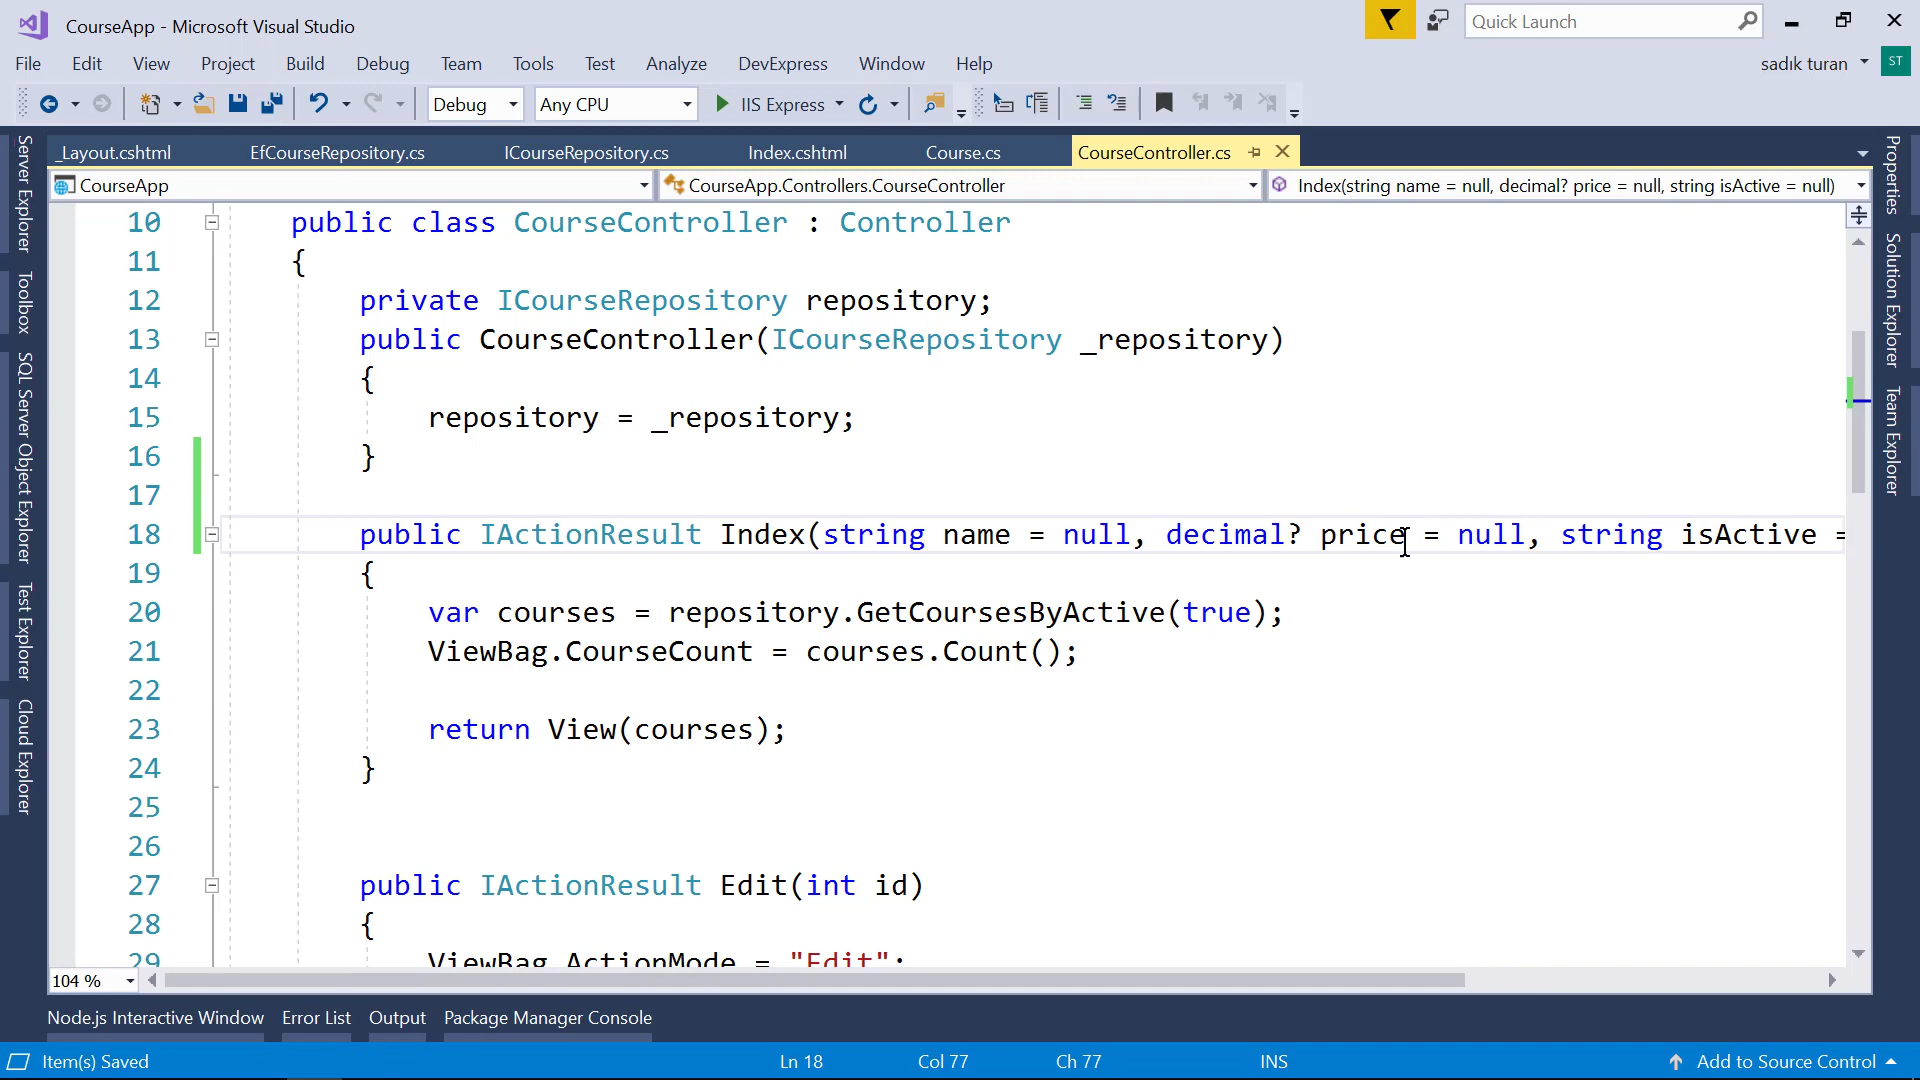 CourseApp - Microsoft Visual Studio
Quick Launch
File Edit View Project Build Debug Team Tools Test Analyze DevExpress Window Help
sadık turan ST
Debug Any CPU IIS Express
_Layout.cshtml EfCourseRepository.cs ICourseRepository.cs Index.cshtml Course.cs CourseController.cs
CourseApp CourseApp.Controllers.CourseController Index(string name = null, decimal? price = null, string isActive = null)
Server Explorer
Toolbox
SQL Server Object Explorer
Test Explorer
Cloud Explorer
10 public class CourseController : Controller
11 {
12 private ICourseRepository repository;
13 public CourseController(ICourseRepository _repository)
14 {
15 repository = _repository;
16 }
17
18 public IActionResult Index(string name = null, decimal? price = null, string isActive =
19 {
20 var courses = repository.GetCoursesByActive(true);
21 ViewBag.CourseCount = courses.Count();
22
23 return View(courses);
24 }
25
26
27 public IActionResult Edit(int id)
28 {
29 ViewBag.ActionMode = "Edit";
Properties
Solution Explorer
Team Explorer
104 %
Node.js Interactive Window Error List Output Package Manager Console
Item(s) Saved Ln 18 Col 77 Ch 77 INS Add to Source Control